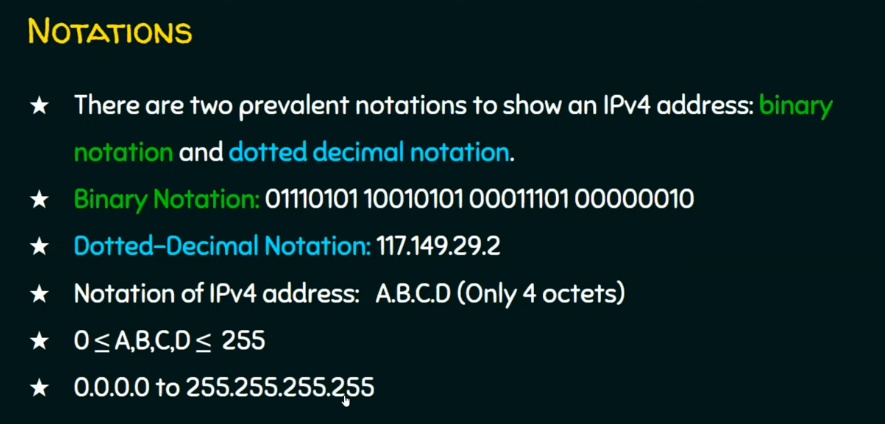 NOTATIONS
★ There are two prevalent notations to show an IPv4 address: binary
notation and dotted decimal notation.
★ Binary Notation: 01110101 10010101 00011101 00000010
★ Dotted-Decimal Notation: 117.149.29.2
★ Notation of IPv4 address: A.B.C.D (Only 4 octets)
★ 0 ≤ A,B,C,D ≤ 255
★ 0.0.0.0 to 255.255.255.255